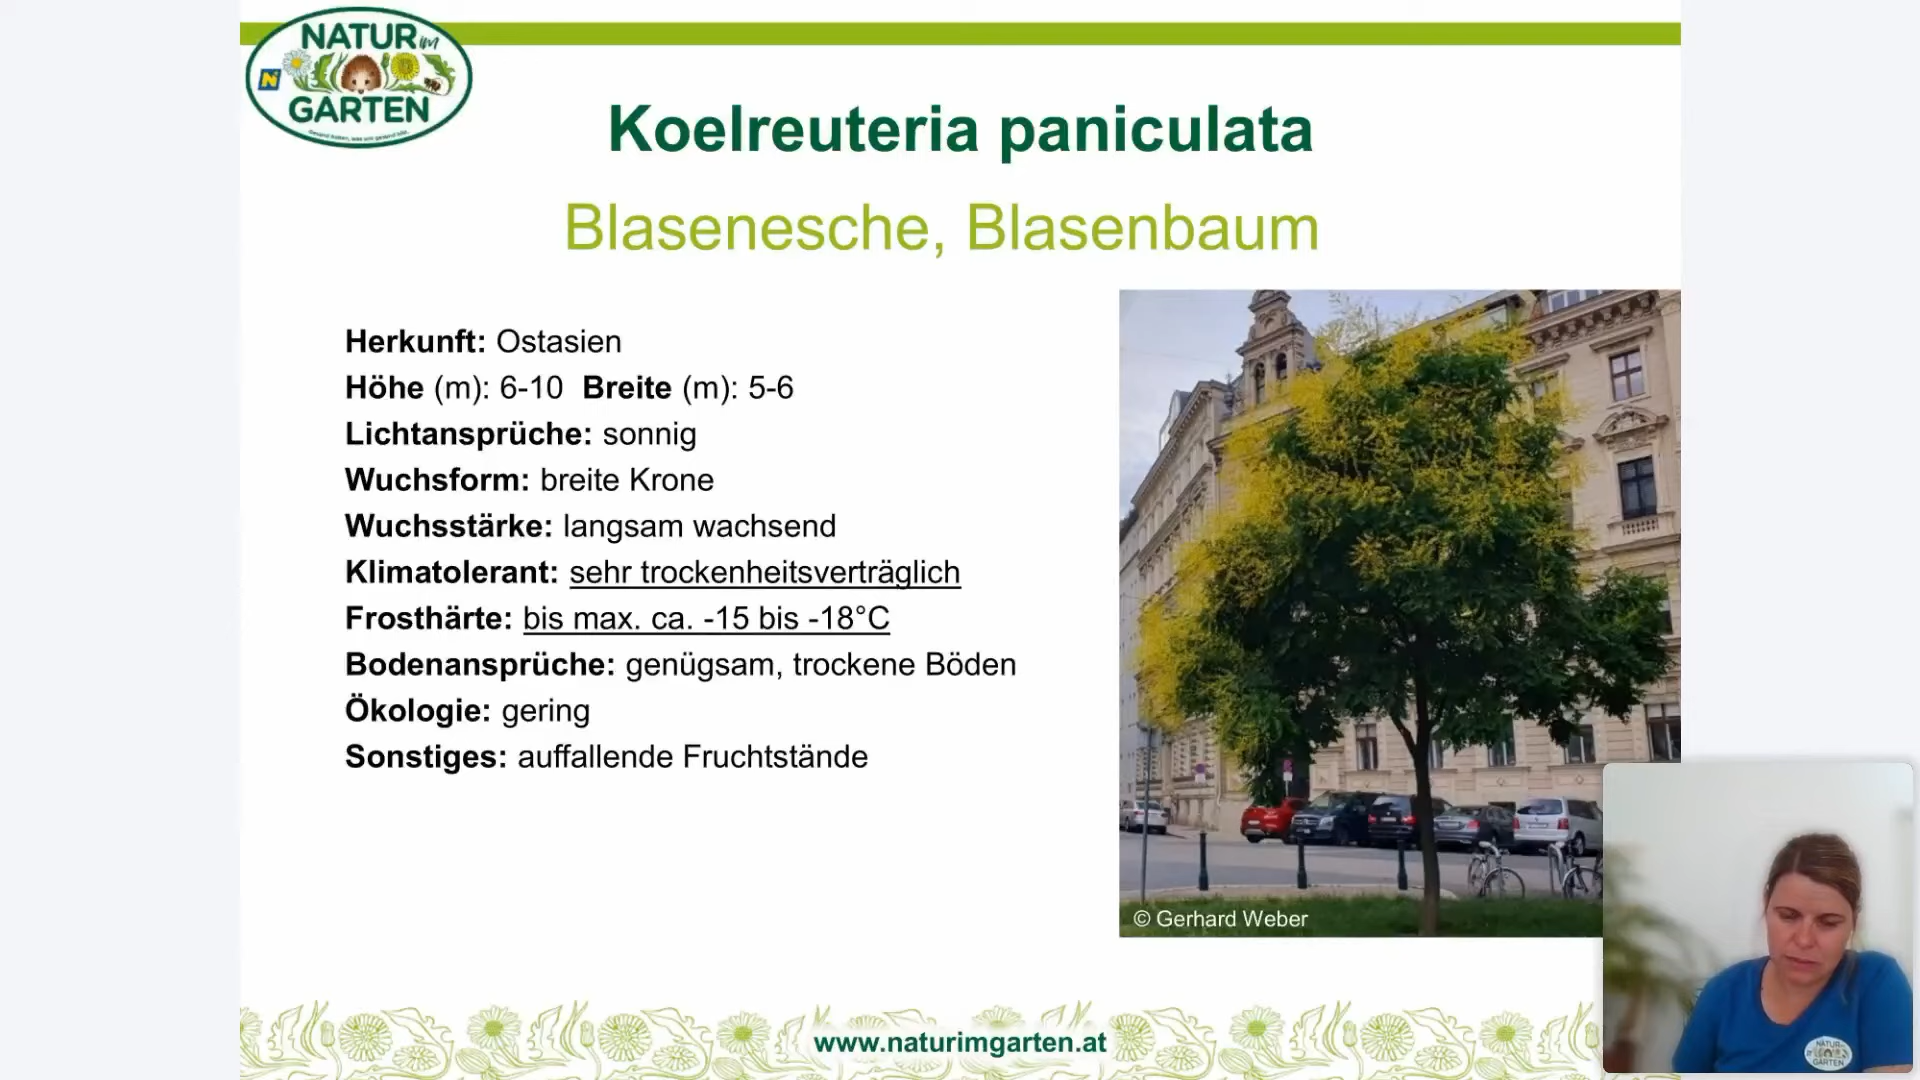 NATUR im
GARTEN
Koelreuteria paniculata
Blasenesche, Blasenbaum
Herkunft: Ostasien
Höhe (m): 6-10 Breite (m): 5-6
Lichtansprüche: sonnig
Wuchsform: breite Krone
Wuchsstärke: langsam wachsend
Klimatolerant: sehr trockenheitsverträglich
Frosthärte: bis max. ca. -15 bis -18°C
Bodenansprüche: genügsam, trockene Böden
Ökologie: gering
Sonstiges: auffallende Fruchtstände
© Gerhard Weber
www.naturimgarten.at
NATUR
GARTEN